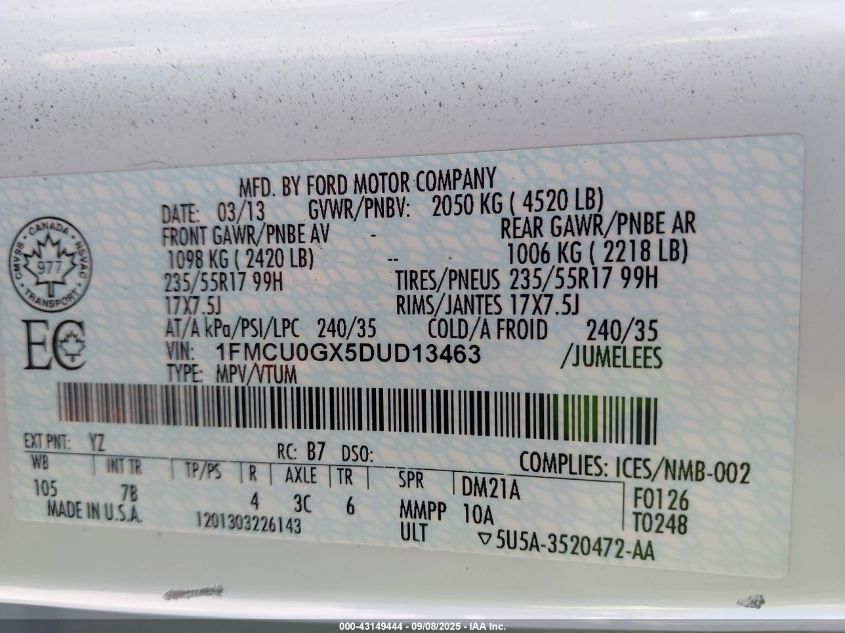 MFD. BY FORD MOTOR COMPANY
DATE: 03/13 GVWR/PNBV: 2050 KG ( 4520 LB)
FRONT GAWR/PNBE AV - REAR GAWR/PNBE AR
1098 KG ( 2420 LB) -- 1006 KG ( 2218 LB)
235/55R17 99H TIRES/PNEUS 235/55R17 99H
17X7.5J RIMS/JANTES 17X7.5J
AT/A kPa/PSI/LPC 240/35 COLD/A FROID 240/35
VIN: 1FMCU0GX5DUD13463 /JUMELEES
TYPE: MPV/VTUM
CANADA
CMVSS NSVAC
977
TRANSPORT
EC
EXT PNT: YZ RC: B7 DSO: COMPLIES: ICES/NMB-002
WB INT TR TP/PS R AXLE TR SPR DM21A F0126
105 7B 4 3C 6 MMPP 10A T0248
MADE IN U.S.A. 1201303226143 ULT ▽5U5A-3520472-AA
000-43149444 - 09/08/2025 - IAA Inc.